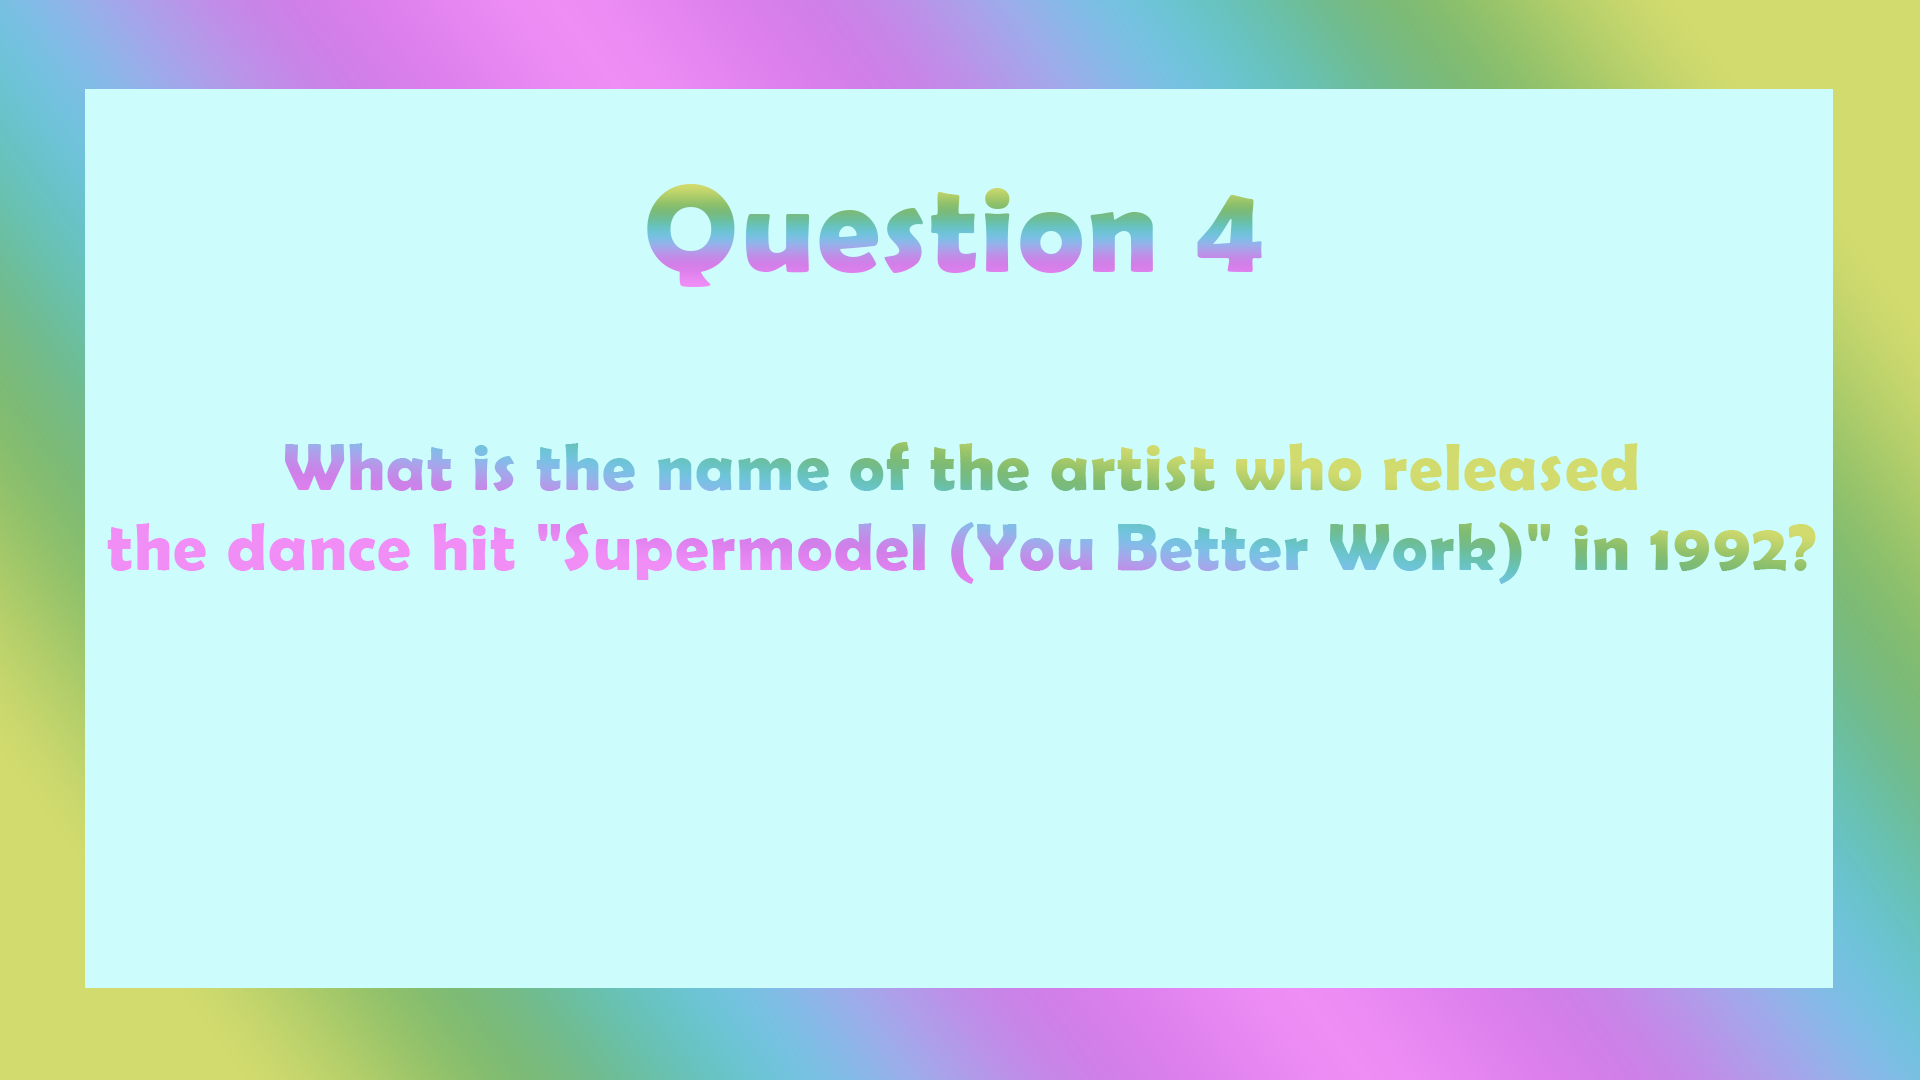 Question 4
What is the name of the artist who released
the dance hit "Supermodel (You Better Work)" in 1992?